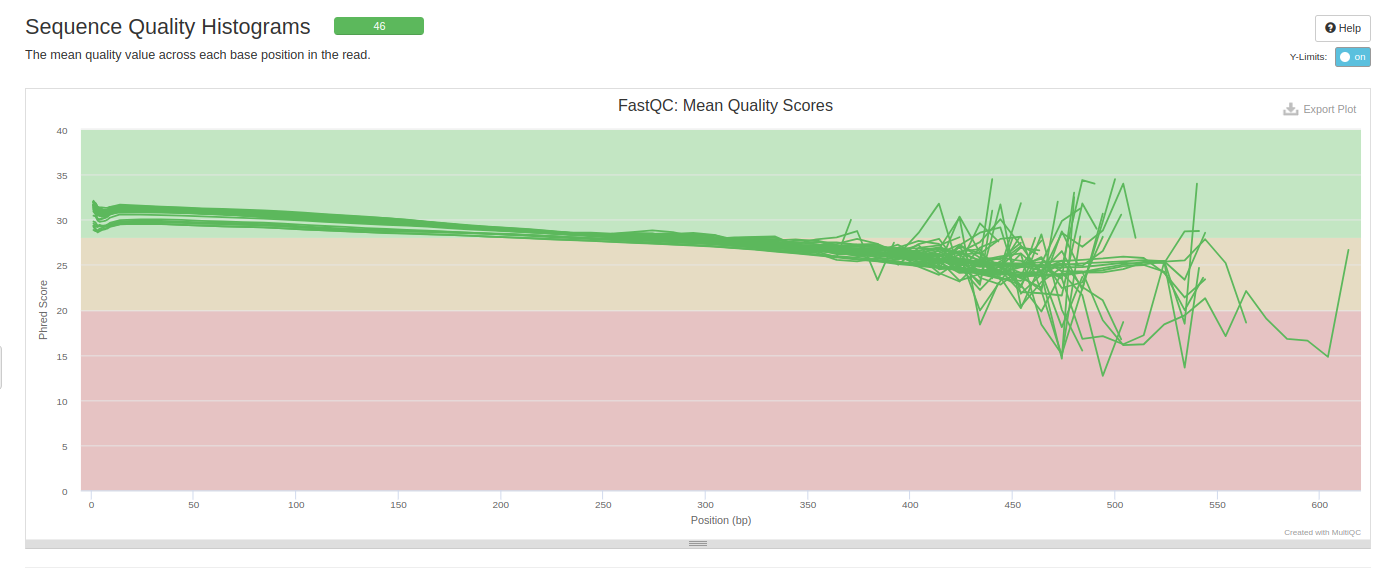 Sequence Quality Histograms 46
Help
The mean quality value across each base position in the read.
Y-Limits: on
FastQC: Mean Quality Scores
Export Plot
40
35
30
25
20
15
10
5
0
Phred Score
0 50 100 150 200 250 300 350 400 450 500 550 600
Position (bp)
Created with MultiQC